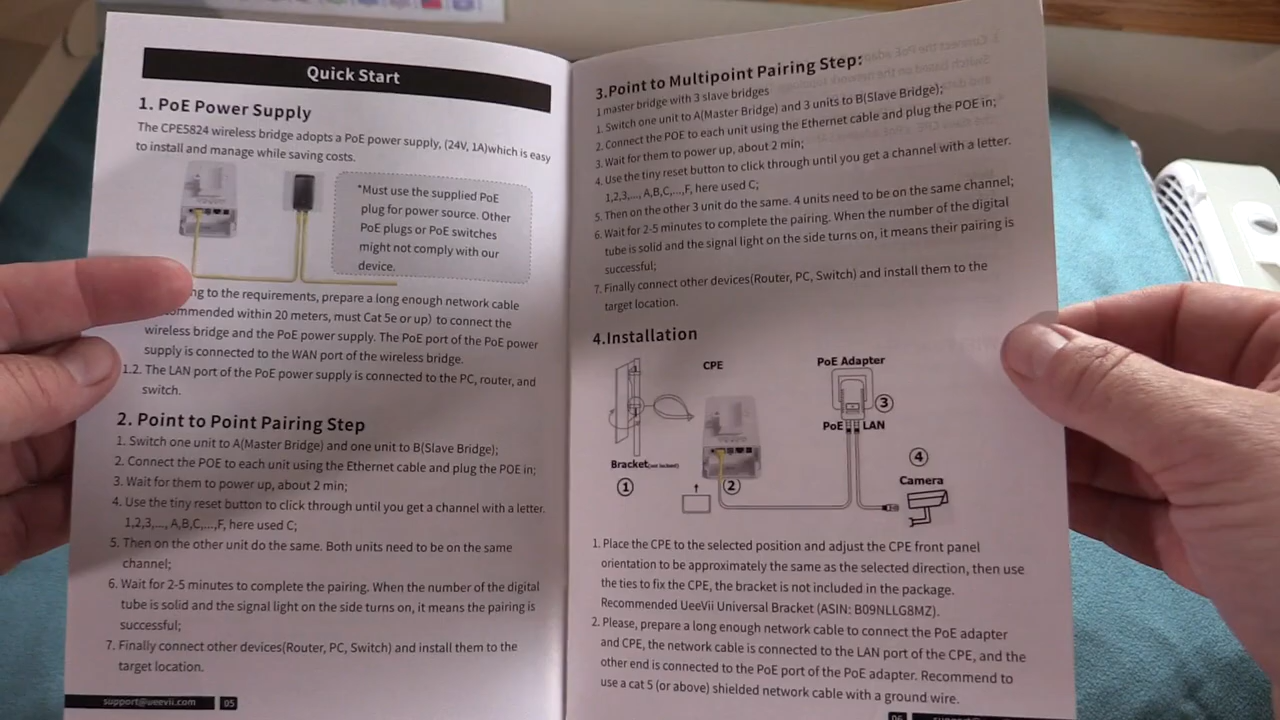 Quick Start
1. PoE Power Supply
The CPE5824 wireless bridge adopts a PoE power supply, (24V, 1A)which is easy
to install and manage while saving costs.
*Must use the supplied PoE
plug for power source. Other
PoE plugs or PoE switches
might not comply with our
device.
to the requirements, prepare a long enough network cable
within 20 meters, must Cat 5e or up) to connect the
wireless bridge and the PoE power supply. The PoE port of the PoE power
supply is connected to the WAN port of the wireless bridge.
1.2. The LAN port of the PoE power supply is connected to the PC, router, and
switch.
2. Point to Point Pairing Step
1. Switch one unit to A(Master Bridge) and one unit to B(Slave Bridge);
2. Connect the POE to each unit using the Ethernet cable and plug the POE in;
3. Wait for them to power up, about 2 min;
4. Use the tiny reset button to click through until you get a channel with a letter.
1,2,3,..., A,B,C,...,F, here used C;
5. Then on the other unit do the same. Both units need to be on the same
channel;
6. Wait for 2-5 minutes to complete the pairing. When the number of the digital
tube is solid and the signal light on the side turns on, it means the pairing is
successful;
7. Finally connect other devices(Router, PC, Switch) and install them to the
target location.
support@ueevii.com 05
3.Point to Multipoint Pairing Step:
1 master bridge with 3 slave bridges
1. Switch one unit to A(Master Bridge) and 3 units to B(Slave Bridge);
2. Connect the POE to each unit using the Ethernet cable and plug the POE in;
3. Wait for them to power up, about 2 min;
4. Use the tiny reset button to click through until you get a channel with a letter.
1,2,3,..., A,B,C,...,F, here used C;
5. Then on the other 3 unit do the same. 4 units need to be on the same channel;
6. Wait for 2-5 minutes to complete the pairing. When the number of the digital
tube is solid and the signal light on the side turns on, it means their pairing is
successful;
7. Finally connect other devices(Router, PC, Switch) and install them to the
target location.
4.Installation
CPE
PoE Adapter
3
PoE LAN
4
Camera
Bracket
1
2
1. Place the CPE to the selected position and adjust the CPE front panel
orientation to be approximately the same as the selected direction, then use
the ties to fix the CPE, the bracket is not included in the package.
Recommended UeeVii Universal Bracket (ASIN: B09NLLG8MZ).
2. Please, prepare a long enough network cable to connect the PoE adapter
and CPE, the network cable is connected to the LAN port of the CPE, and the
other end is connected to the PoE port of the PoE adapter. Recommend to
use a cat 5 (or above) shielded network cable with a ground wire.